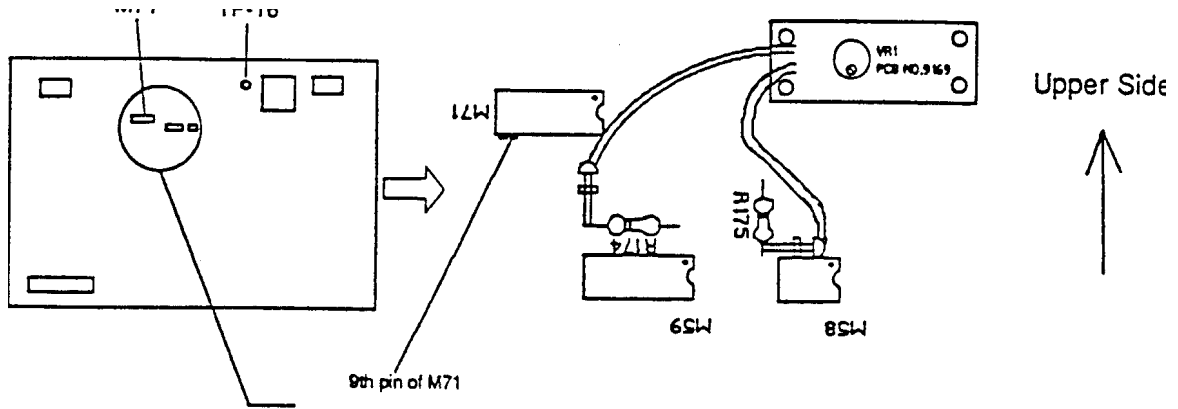 VR1
PCB NO.9169
Upper Side
M71
R175
R174
M59
M58
9th pin of M71